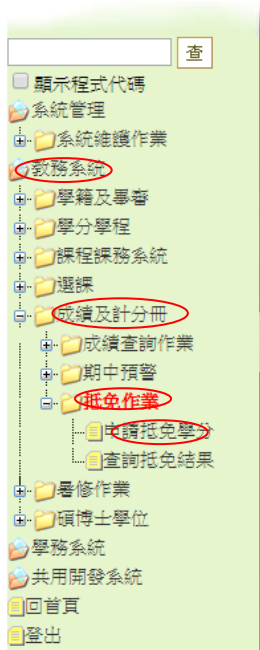 查
顯示程式代碼
系統管理
系統維護作業
教務系統
學籍及畢審
學分學程
課程課務系統
選課
成績及計分冊
成績查詢作業
期中預警
抵免作業
申請抵免學分
查詢抵免結果
暑修作業
碩博士學位
學務系統
共用開發系統
回首頁
登出